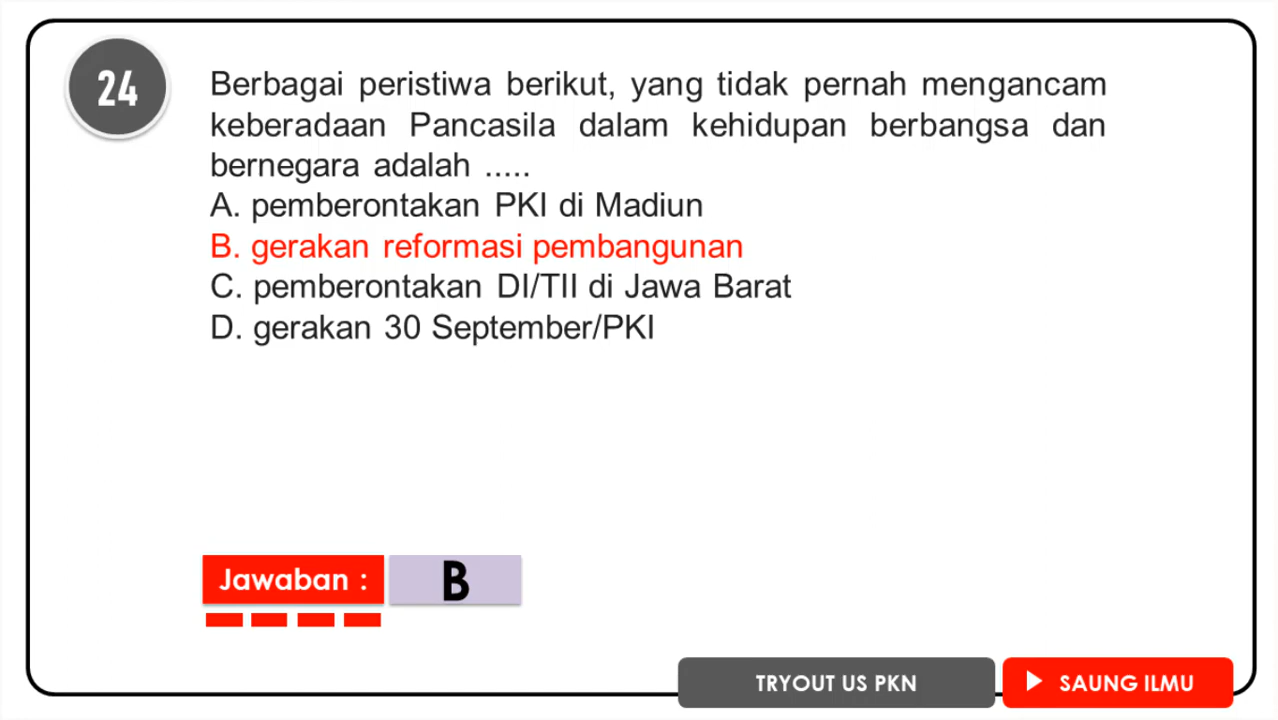 24
Berbagai peristiwa berikut, yang tidak pernah mengancam
keberadaan Pancasila dalam kehidupan berbangsa dan
bernegara adalah .....
A. pemberontakan PKI di Madiun
B. gerakan reformasi pembangunan
C. pemberontakan DI/TII di Jawa Barat
D. gerakan 30 September/PKI
Jawaban : B
TRYOUT US PKN
SAUNG ILMU